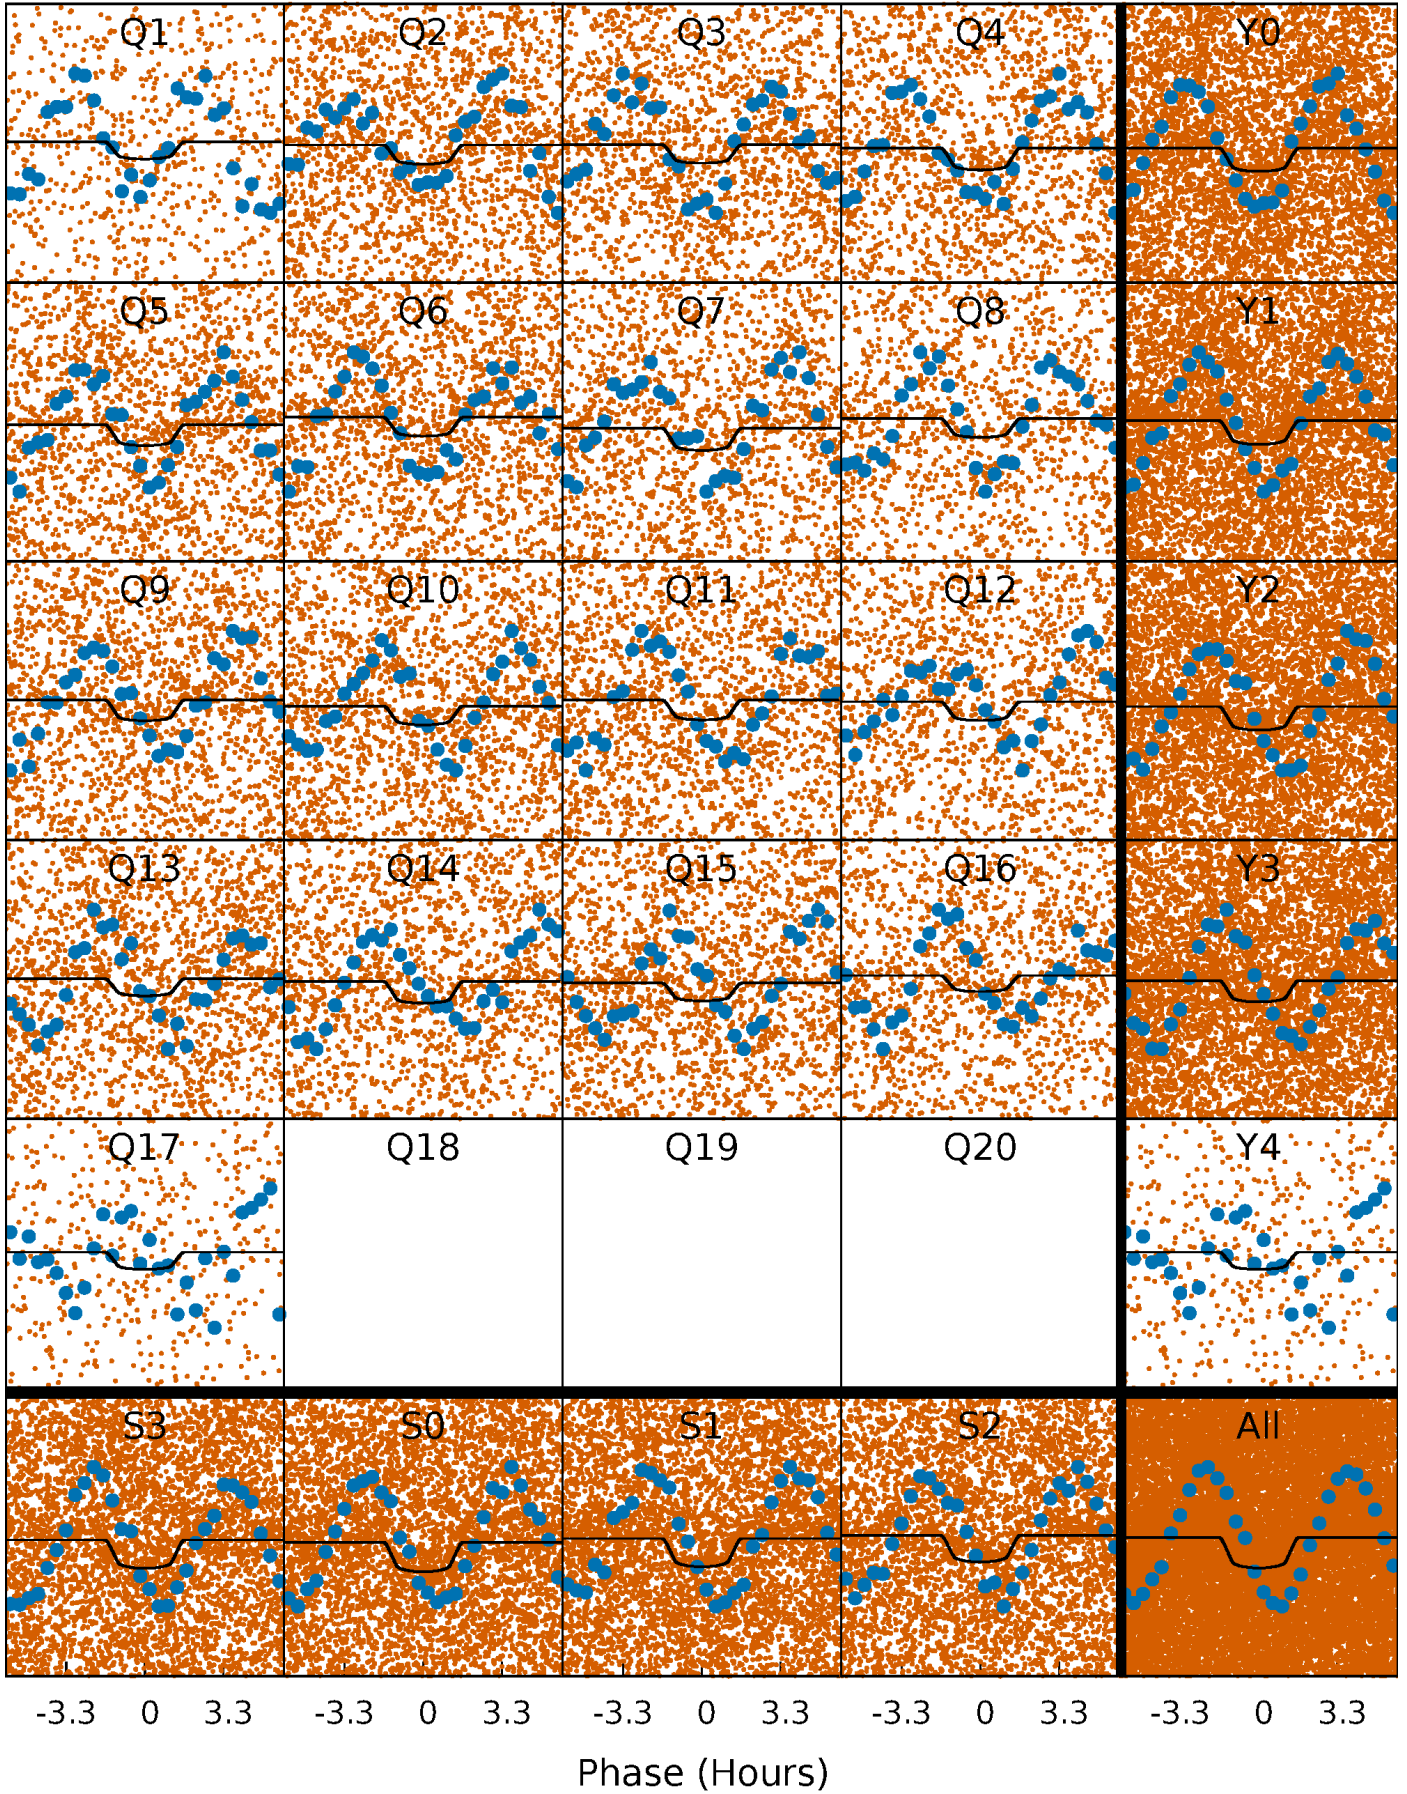 Q1 Q2 Q3 Q4 Y0
Q5 Q6 Q7 Q8 Y1
Q9 Q10 Q11 Q12 Y2
Q13 Q14 Q15 Q16 Y3
Q17 Q18 Q19 Q20 Y4
S3 S0 S1 S2 All
-3.3 0 3.3 -3.3 0 3.3 -3.3 0 3.3 -3.3 0 3.3 -3.3 0 3.3
Phase (Hours)